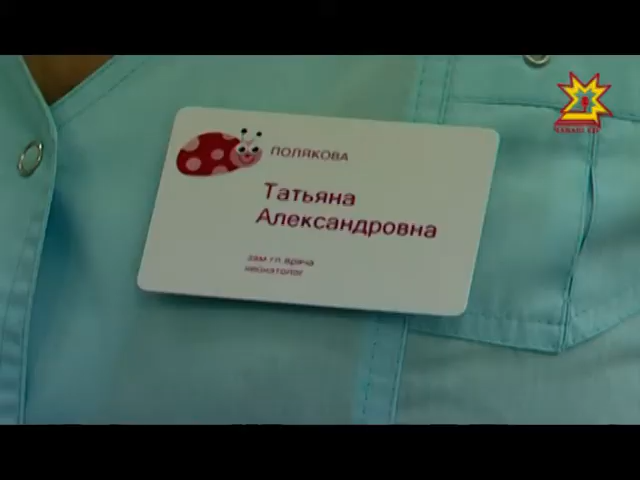 ПОЛЯКОВА
Татьяна
Александровна
зам гл врача
неонатолог